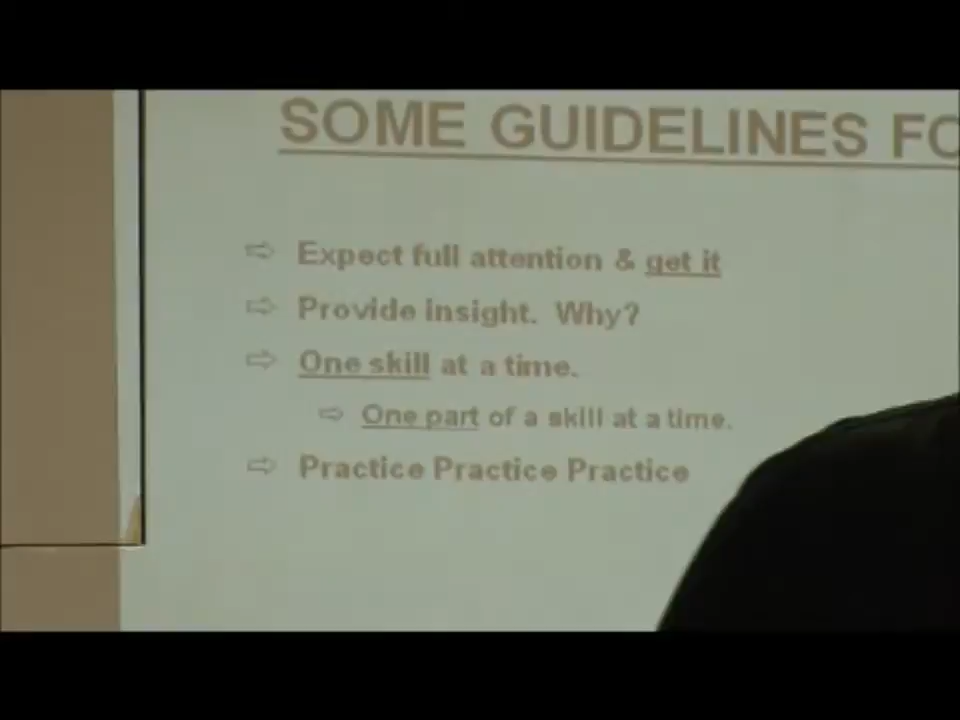 SOME GUIDELINES
Expect full attention & get it
Provide insight. Why?
One skill at a time.
One part of a skill at a time.
Practice Practice Practice